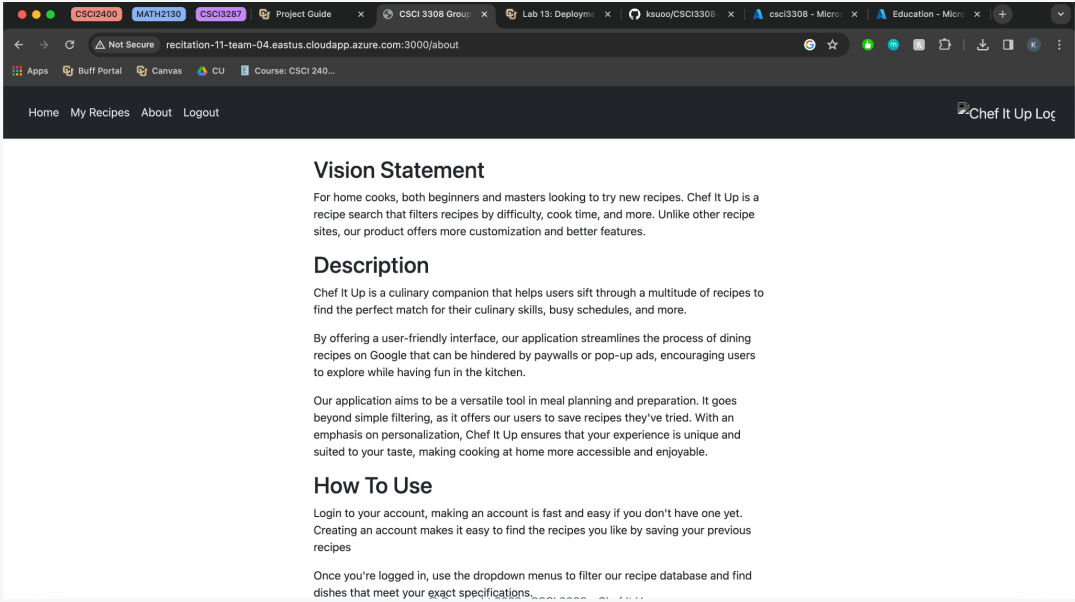 CSCI2400 MATH2130 CSCI3287 Project Guide CSCI 3308 Group Lab 13: Deployme ksuoo/CSCI3308- csci3308 - Micros Education - Micro
Not Secure recitation-11-team-04.eastus.cloudapp.azure.com:3000/about K
Apps Buff Portal Canvas CU Course: CSCI 240...
Home My Recipes About Logout Chef It Up Log
Vision Statement
For home cooks, both beginners and masters looking to try new recipes. Chef It Up is a
recipe search that filters recipes by difficulty, cook time, and more. Unlike other recipe
sites, our product offers more customization and better features.
Description
Chef It Up is a culinary companion that helps users sift through a multitude of recipes to
find the perfect match for their culinary skills, busy schedules, and more.
By offering a user-friendly interface, our application streamlines the process of dining
recipes on Google that can be hindered by paywalls or pop-up ads, encouraging users
to explore while having fun in the kitchen.
Our application aims to be a versatile tool in meal planning and preparation. It goes
beyond simple filtering, as it offers our users to save recipes they've tried. With an
emphasis on personalization, Chef It Up ensures that your experience is unique and
suited to your taste, making cooking at home more accessible and enjoyable.
How To Use
Login to your account, making an account is fast and easy if you don't have one yet.
Creating an account makes it easy to find the recipes you like by saving your previous
recipes
Once you're logged in, use the dropdown menus to filter our recipe database and find
dishes that meet your exact specifications.